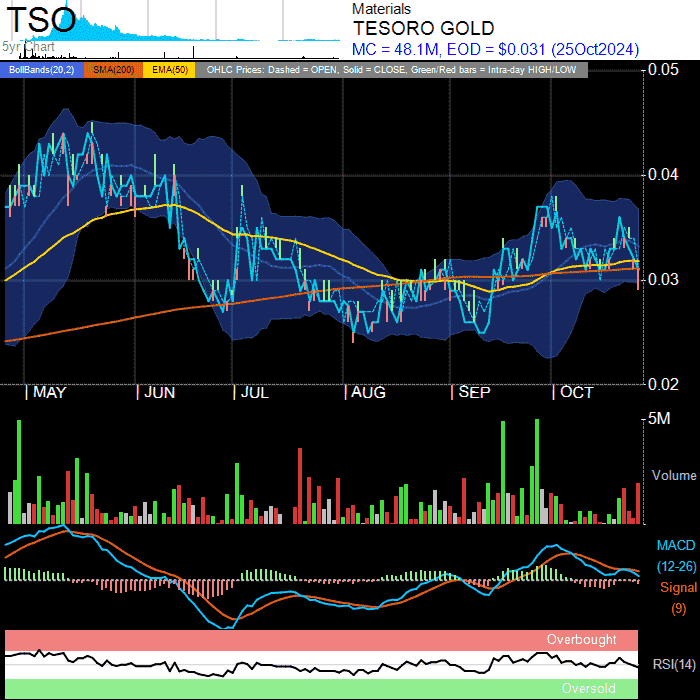 TSO
5yr Chart
Materials
TESORO GOLD
MC = 48.1M, EOD = $0.031 (25Oct2024)
BollBands(20,2) SMA(200) EMA(50) OHLC Prices: Dashed = OPEN, Solid = CLOSE, Green/Red bars = Intra-day HIGH/LOW
0.05
0.04
0.03
0.02
MAY JUN JUL AUG SEP OCT
5M
Volume
MACD
(12-26)
Signal
(9)
Overbought
RSI(14)
Oversold